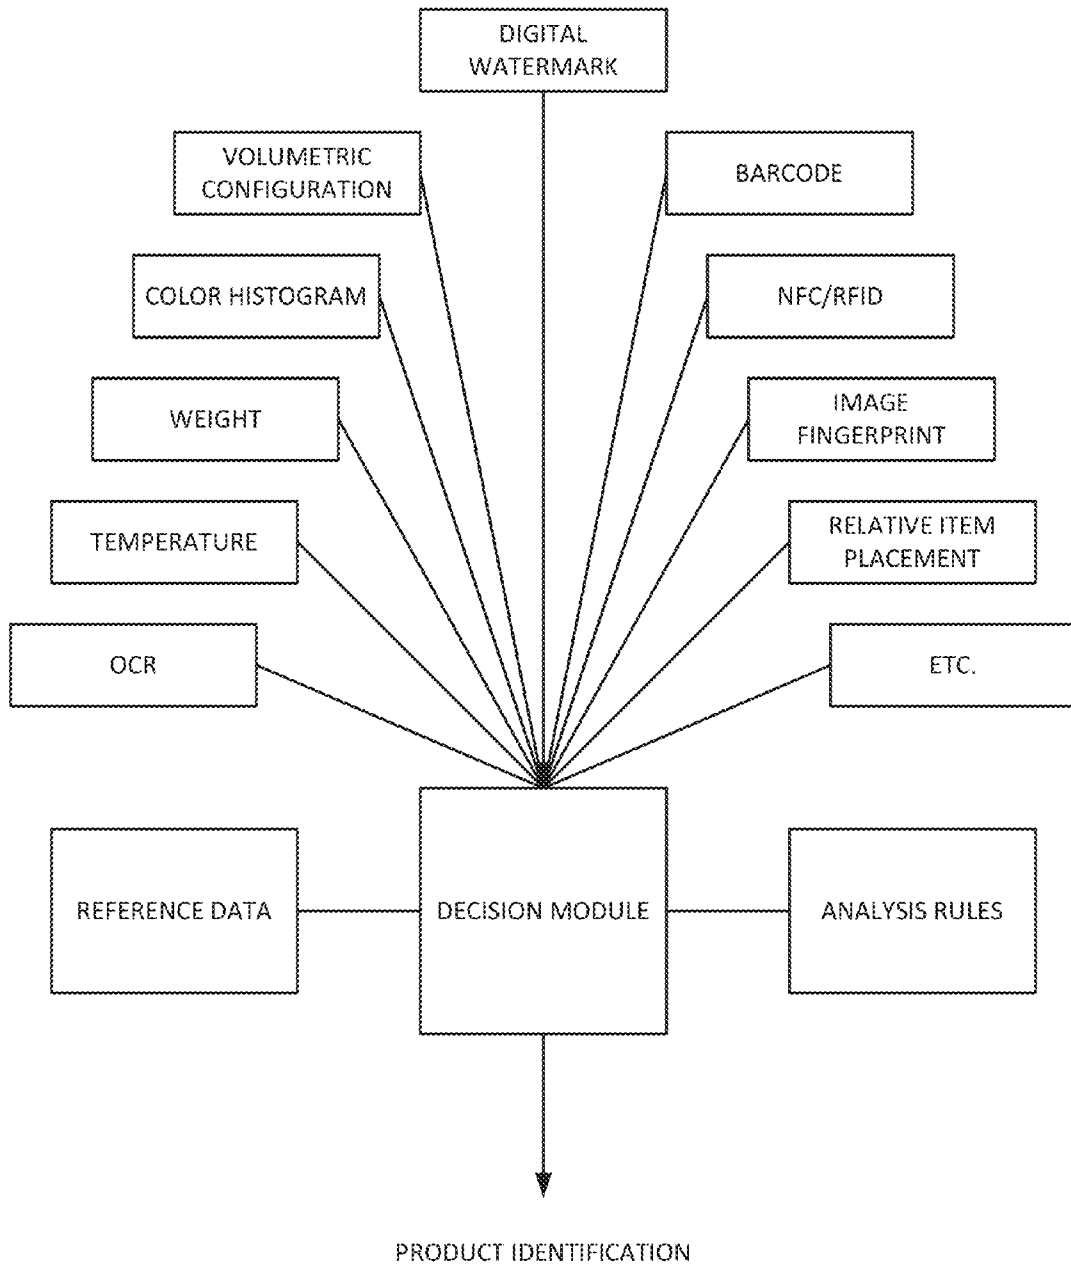 DIGITAL
WATERMARK
VOLUMETRIC
CONFIGURATION
BARCODE
COLOR HISTOGRAM
NFC/RFID
WEIGHT
IMAGE
FINGERPRINT
TEMPERATURE
RELATIVE ITEM
PLACEMENT
OCR
ETC.
REFERENCE DATA
DECISION MODULE
ANALYSIS RULES
PRODUCT IDENTIFICATION